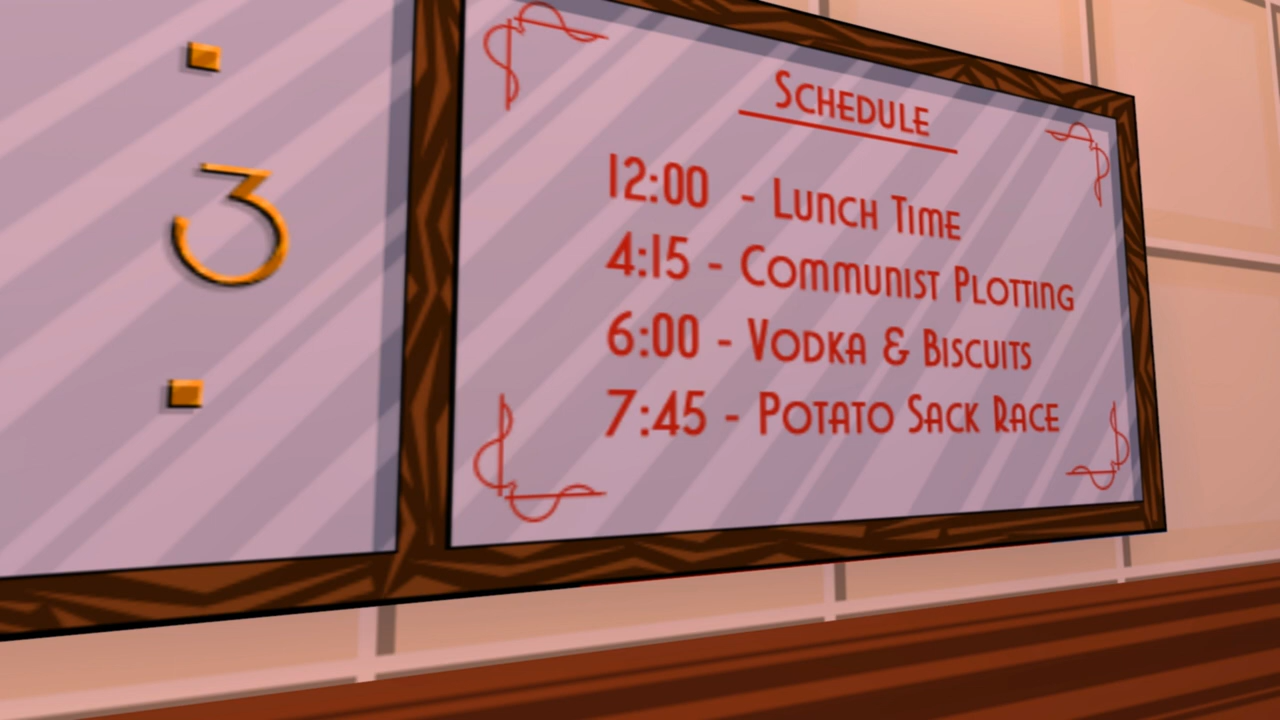 3
Schedule
12:00 - Lunch Time
4:15 - Communist Plotting
6:00 - Vodka & Biscuits
7:45 - Potato Sack Race